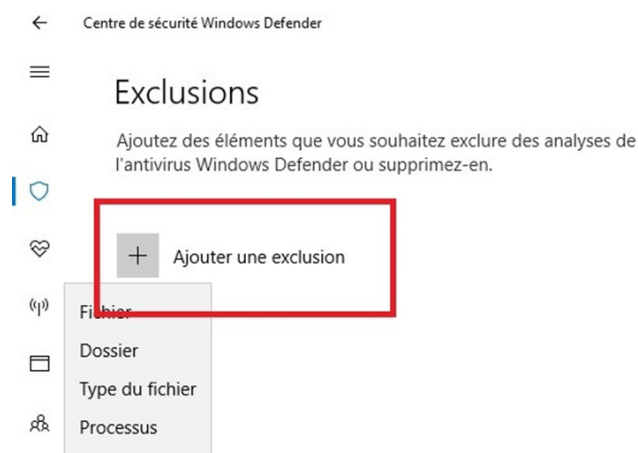 Centre de sécurité Windows Defender
Exclusions
Ajoutez des éléments que vous souhaitez exclure des analyses de
l'antivirus Windows Defender ou supprimez-en.
Ajouter une exclusion
Fichier
Dossier
Type du fichier
Processus